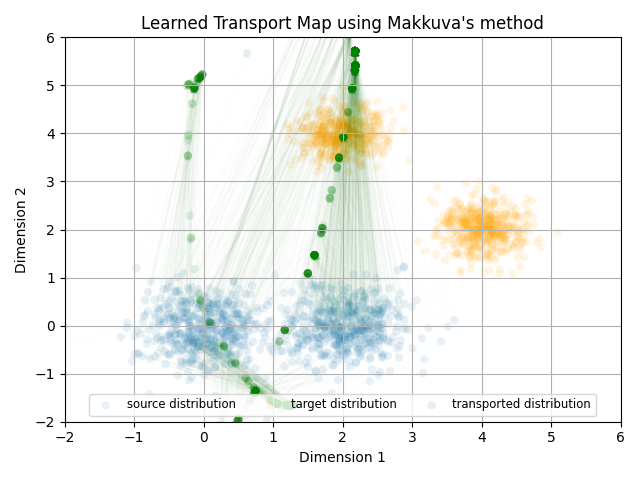 Learned Transport Map using Makkuva's method
Dimension 2
6
5
4
3
2
1
0
−1
−2
source distribution target distribution transported distribution
−2 −1 0 1 2 3 4 5 6
Dimension 1